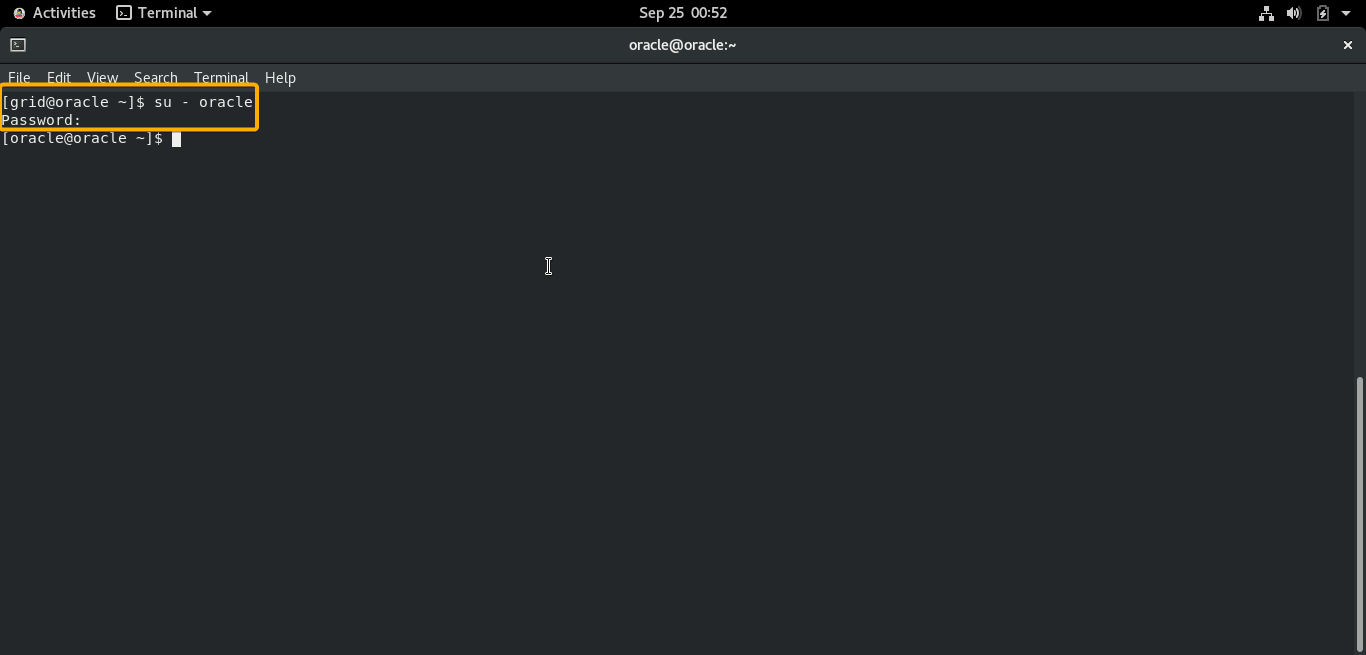 Activities Terminal Sep 25 00:52
oracle@oracle:~
File Edit View Search Terminal Help
[grid@oracle ~]$ su - oracle
Password:
[oracle@oracle ~]$